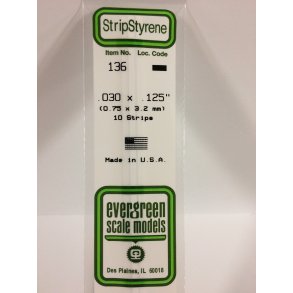 StripStyrene
Item No. Loc. Code
136
.030 x .125"
(0.75 x 3.2 mm)
10 Strips
Made in U.S.A.
evergreen
scale models
Des Plaines, IL 60018